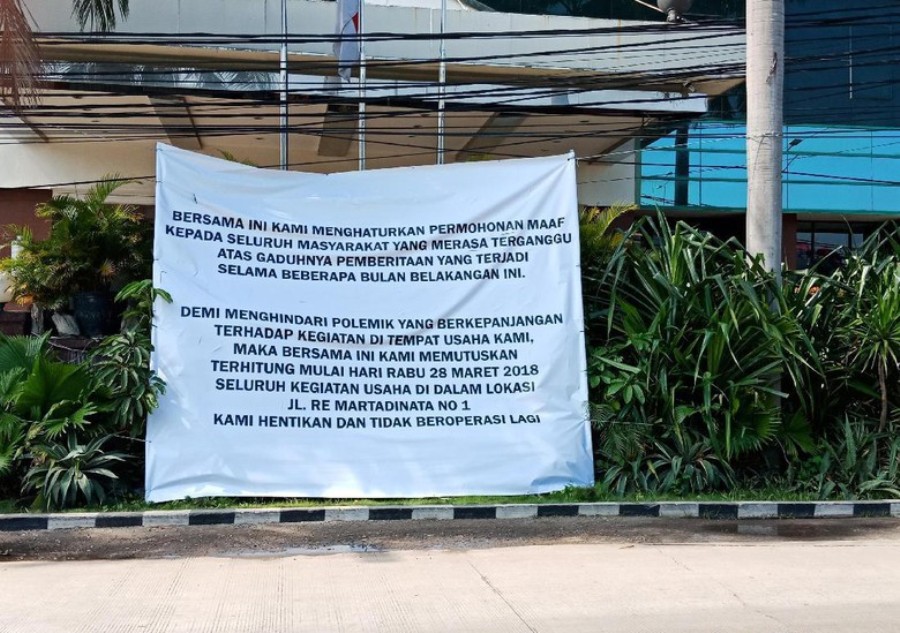 BERSAMA INI KAMI MENGHATURKAN PERMOHONAN MAAF
KEPADA SELURUH MASYARAKAT YANG MERASA TERGANGGU
ATAS GADUHNYA PEMBERITAAN YANG TERJADI
SELAMA BEBERAPA BULAN BELAKANGAN INI.
DEMI MENGHINDARI POLEMIK YANG BERKEPANJANGAN
TERHADAP KEGIATAN DI TEMPAT USAHA KAMI,
MAKA BERSAMA INI KAMI MEMUTUSKAN
TERHITUNG MULAI HARI RABU 28 MARET 2018
SELURUH KEGIATAN USAHA DI DALAM LOKASI
JL. RE MARTADINATA NO 1
KAMI HENTIKAN DAN TIDAK BEROPERASI LAGI